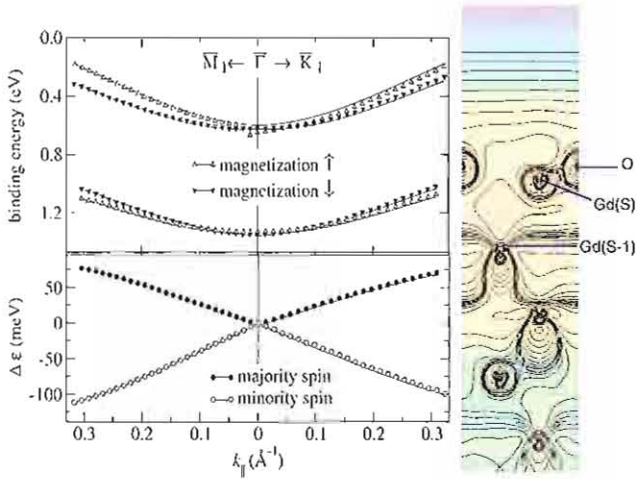 0.0
0.4
0.8
1.2
binding energy (eV)
M̄ ← Γ̄ → K̄
magnetization ↑
magnetization ↓
50
0
-50
-100
Δ ε (meV)
majority spin
minority spin
0.3 0.2 0.1 0 0.1 0.2 0.3
k∥ (Å⁻¹)
O
Gd(S)
Gd(S-1)